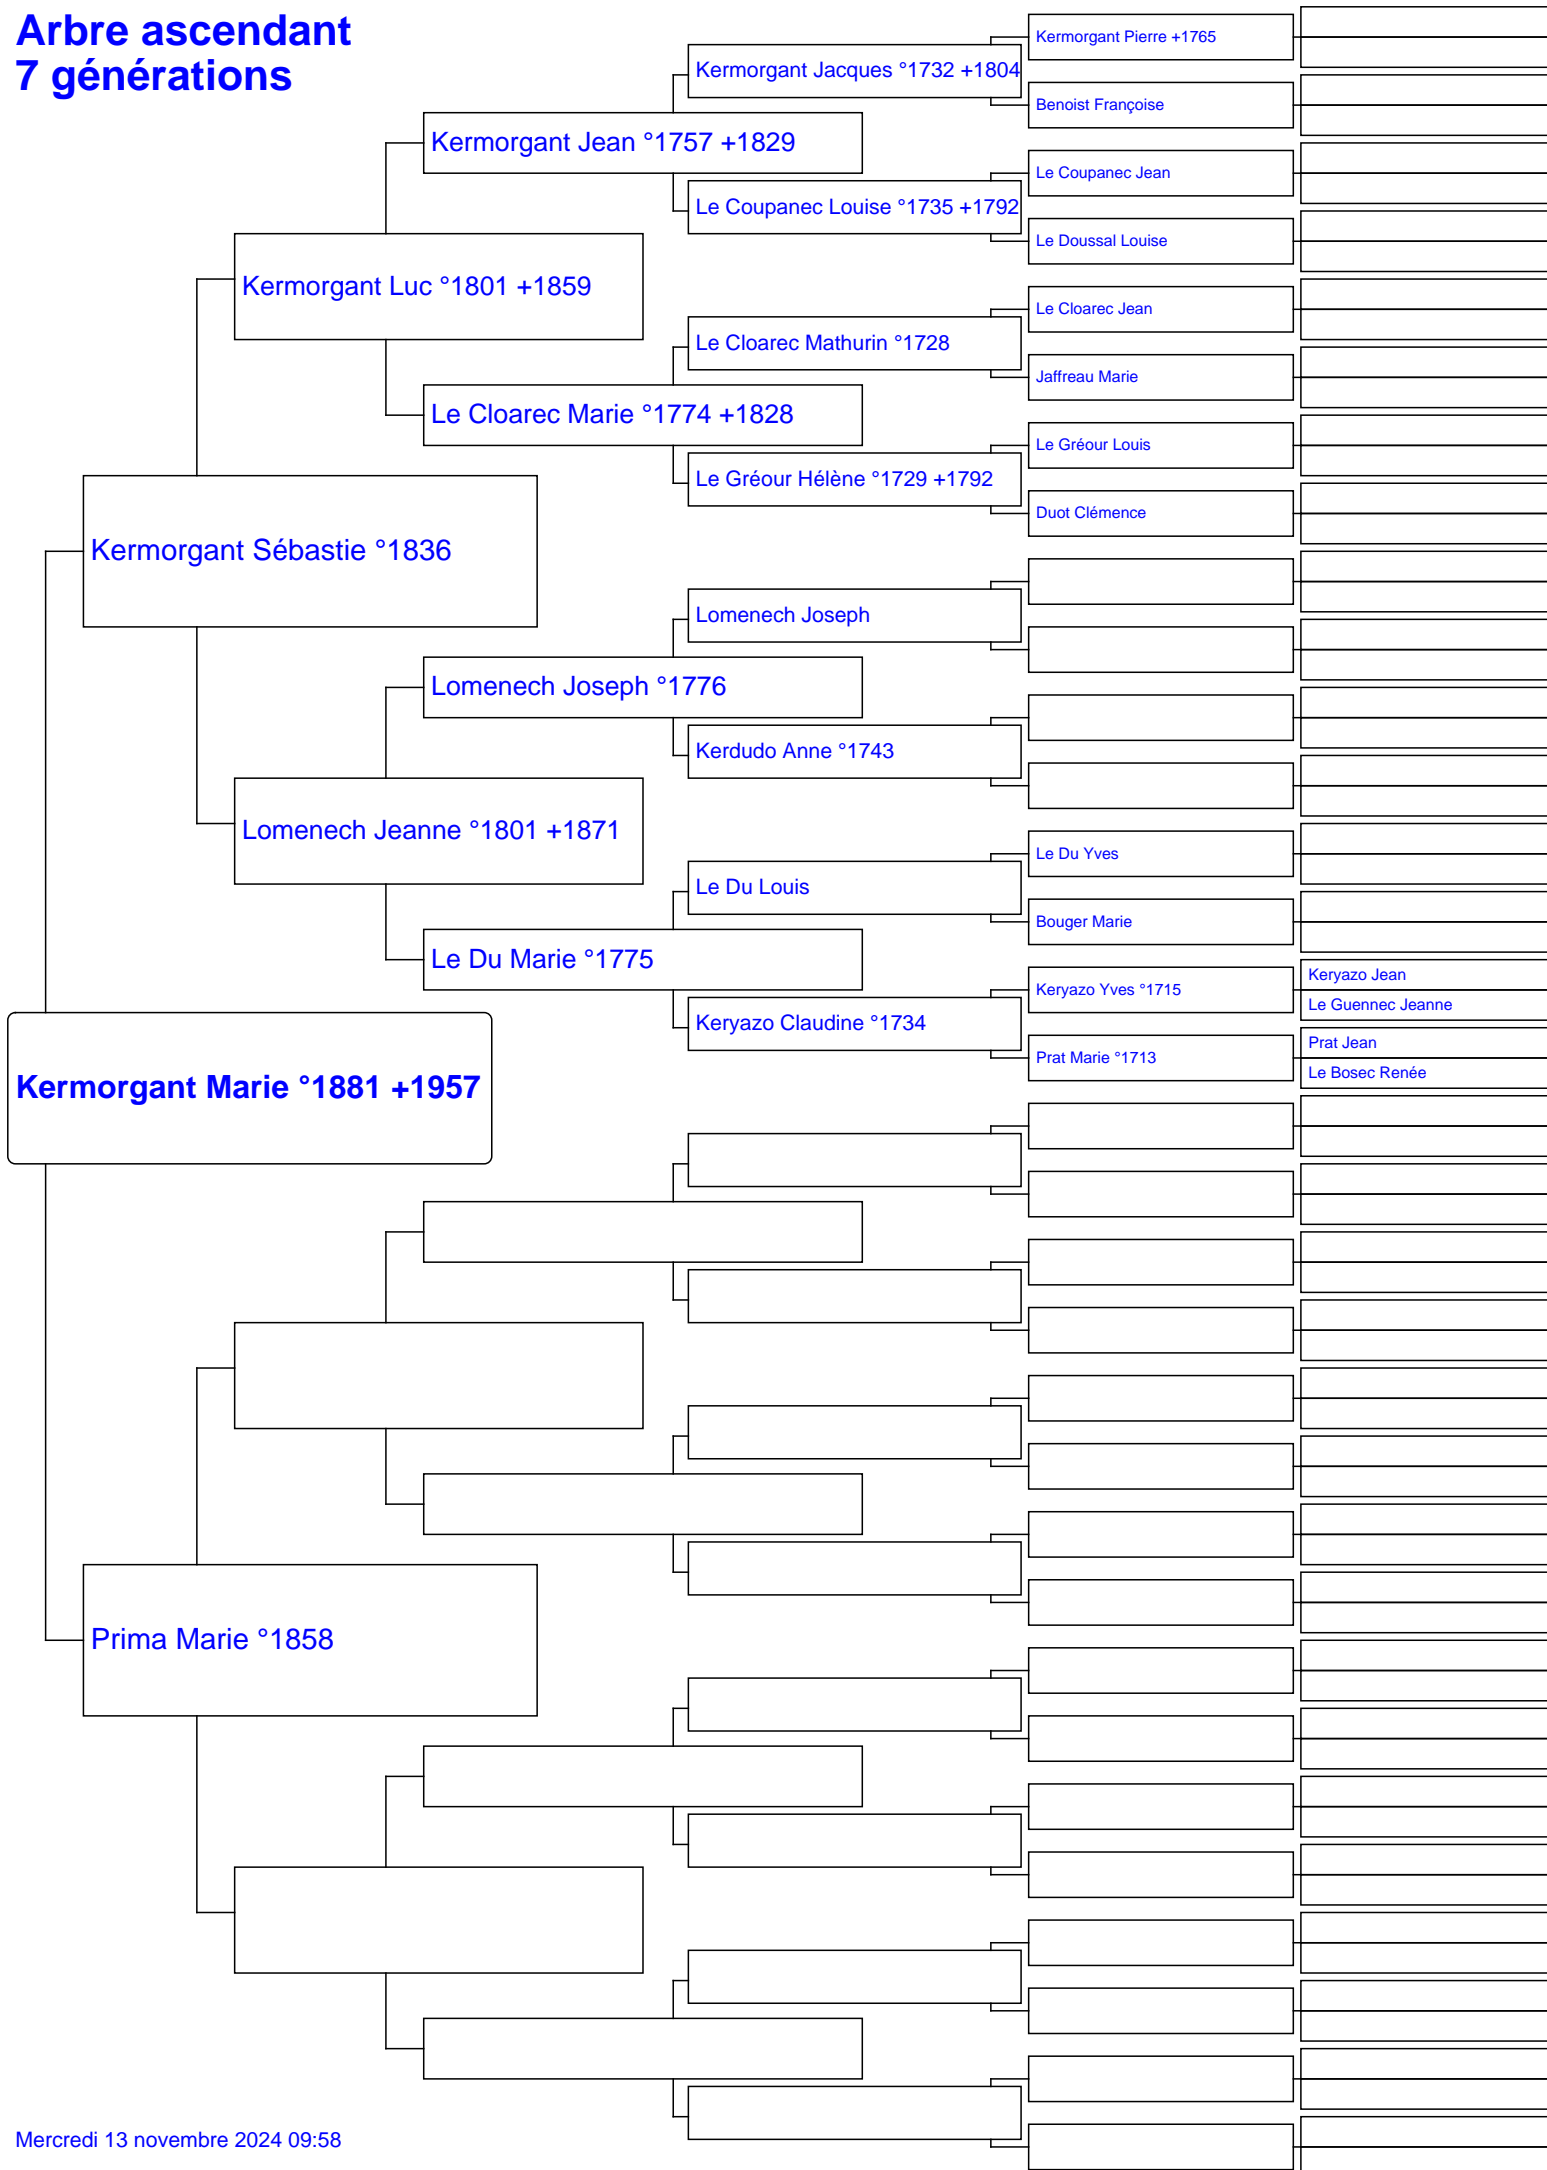 Arbre ascendant
7 générations
Kermorgant Pierre +1765
Kermorgant Jacques °1732 +1804
Benoist Françoise
Kermorgant Jean °1757 +1829
Le Coupanec Jean
Le Coupanec Louise °1735 +1792
Le Doussal Louise
Kermorgant Luc °1801 +1859
Le Cloarec Jean
Le Cloarec Mathurin °1728
Jaffreau Marie
Le Cloarec Marie °1774 +1828
Le Gréour Louis
Le Gréour Hélène °1729 +1792
Duot Clémence
Kermorgant Sébastie °1836
Lomenech Joseph
Lomenech Joseph °1776
Kerdudo Anne °1743
Lomenech Jeanne °1801 +1871
Le Du Yves
Le Du Louis
Bouger Marie
Le Du Marie °1775
Keryazo Jean
Keryazo Yves °1715
Le Guennec Jeanne
Keryazo Claudine °1734
Prat Jean
Prat Marie °1713
Le Bosec Renée
Kermorgant Marie °1881 +1957
Prima Marie °1858
Mercredi 13 novembre 2024 09:58